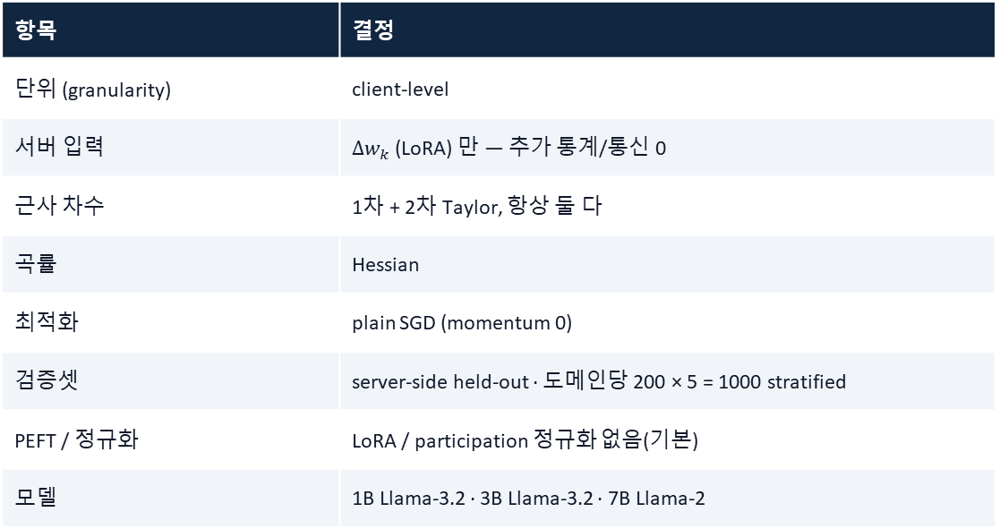 항목 결정
단위 (granularity) client-level
서버 입력 Δw_k (LoRA) 만 — 추가 통계/통신 0
근사 차수 1차 + 2차 Taylor, 항상 둘 다
곡률 Hessian
최적화 plain SGD (momentum 0)
검증셋 server-side held-out · 도메인당 200 × 5 = 1000 stratified
PEFT / 정규화 LoRA / participation 정규화 없음(기본)
모델 1B Llama-3.2 · 3B Llama-3.2 · 7B Llama-2